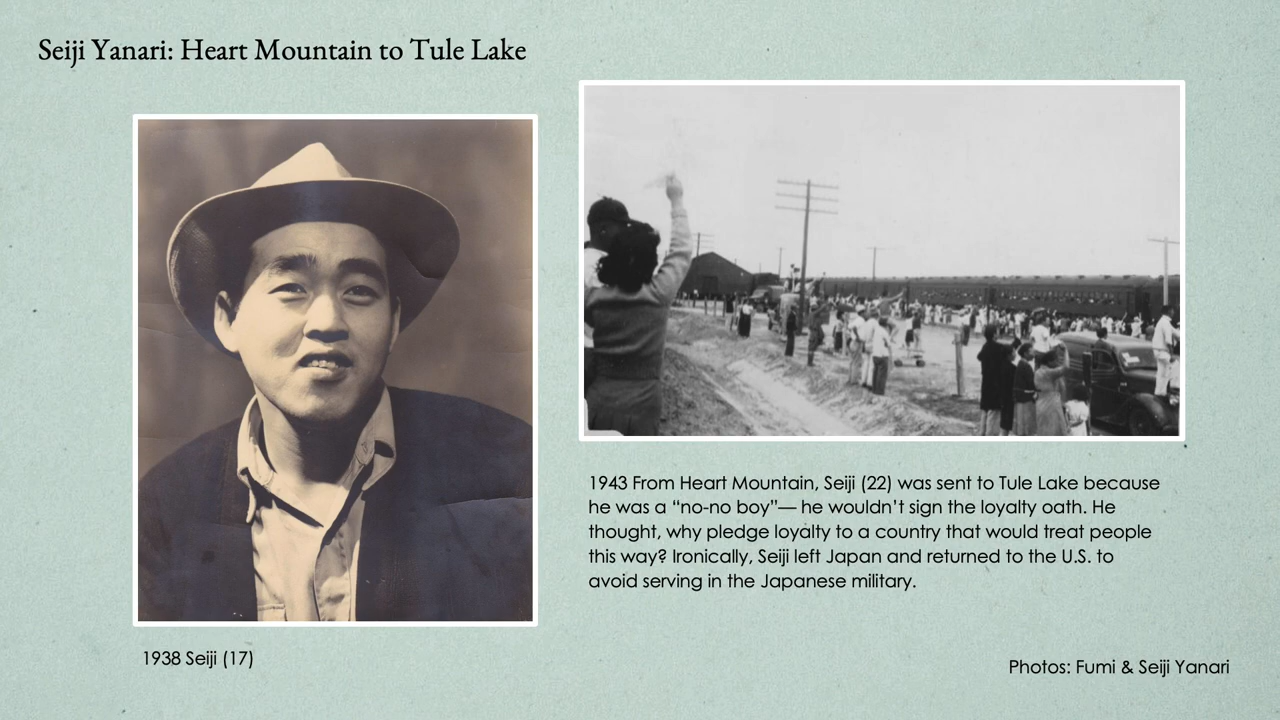 Seiji Yanari: Heart Mountain to Tule Lake
1943 From Heart Mountain, Seiji (22) was sent to Tule Lake because
he was a “no-no boy”— he wouldn’t sign the loyalty oath. He
thought, why pledge loyalty to a country that would treat people
this way? Ironically, Seiji left Japan and returned to the U.S. to
avoid serving in the Japanese military.
1938 Seiji (17)
Photos: Fumi & Seiji Yanari